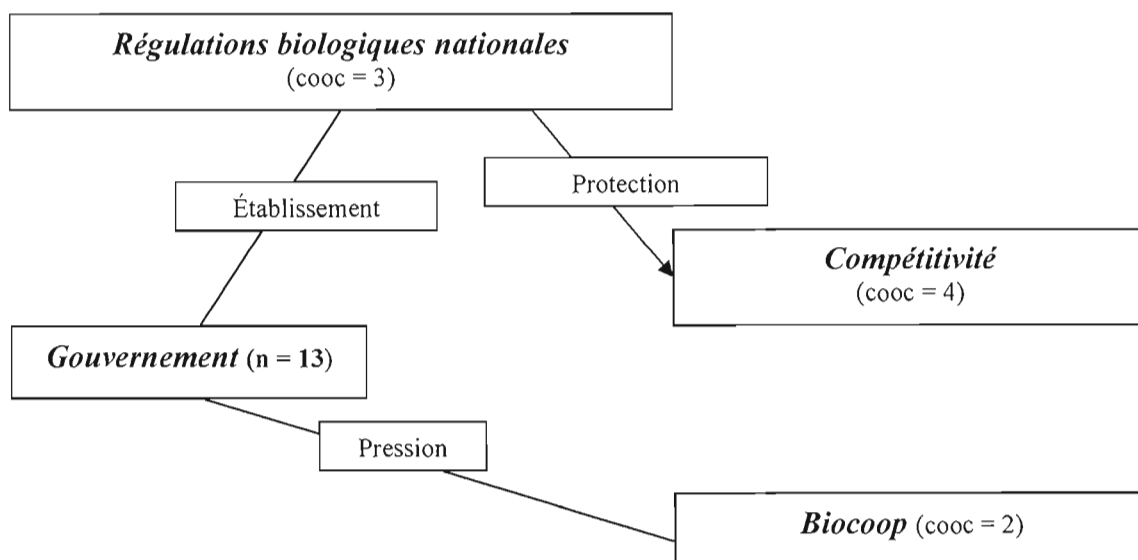 Régulations biologiques nationales
(cooc = 3)
Protection
Établissement
Compétitivité
(cooc = 4)
Gouvernement (n = 13)
Pression
Biocoop (cooc = 2)